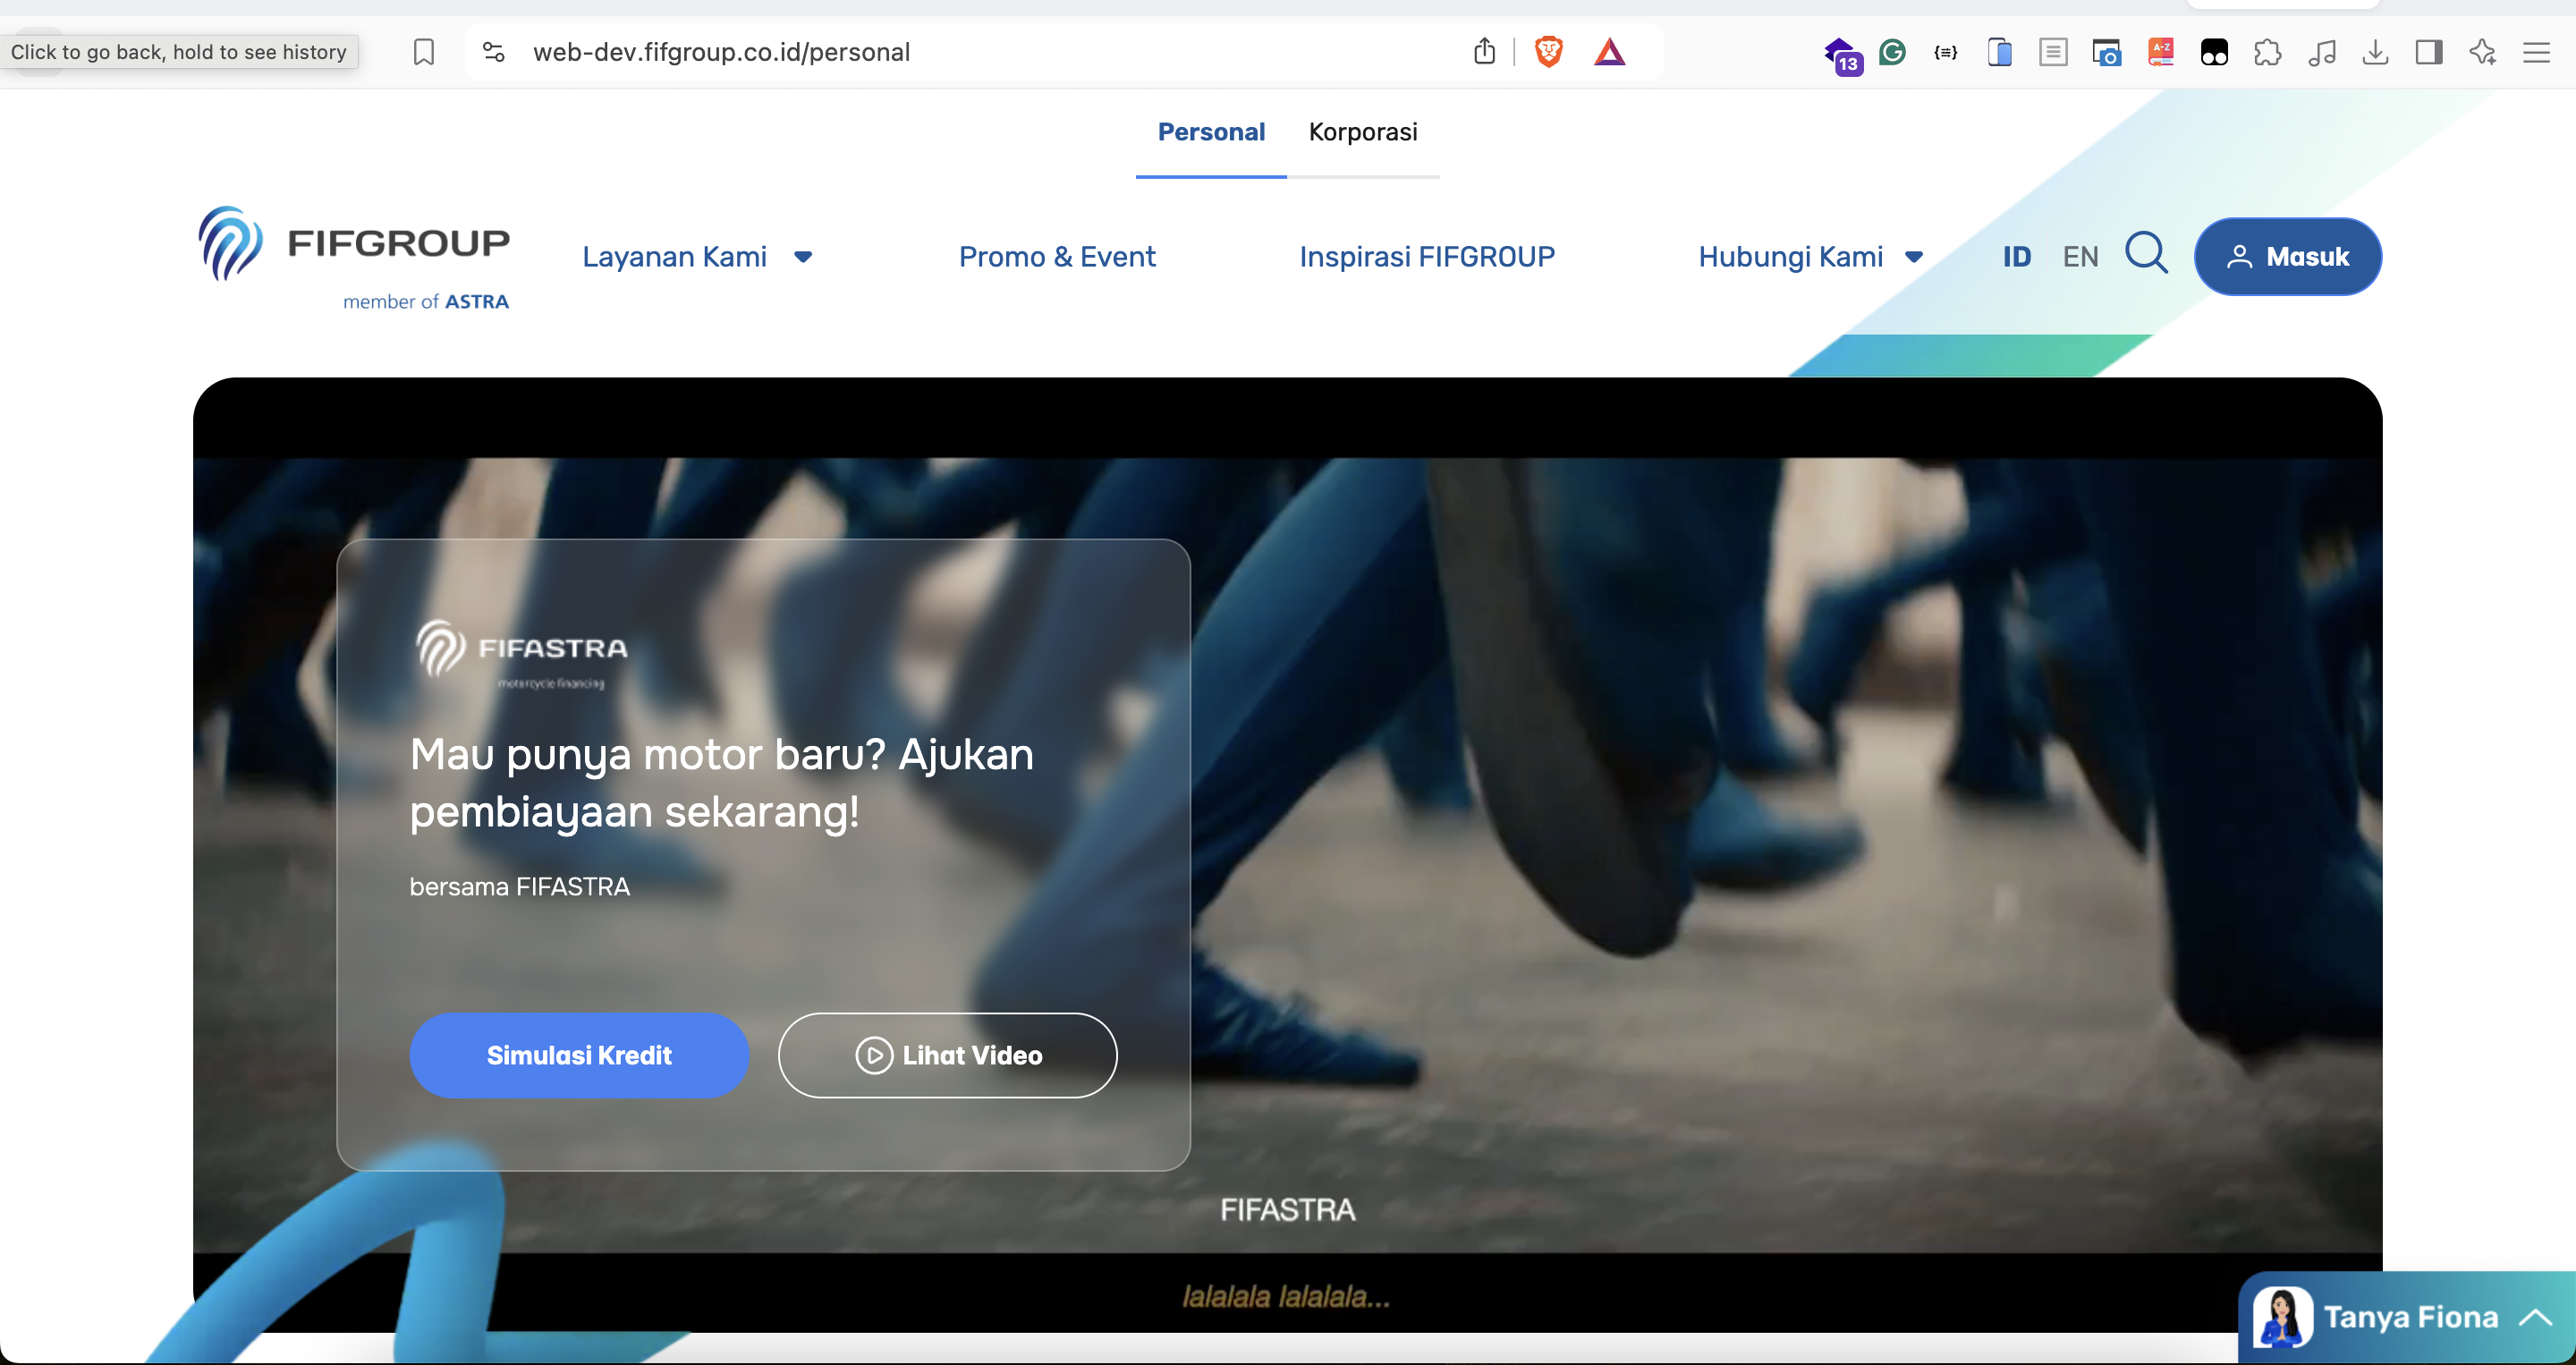 Click to go back, hold to see history
web-dev.fifgroup.co.id/personal
13
A-Z
Personal
Korporasi
FIFGROUP
member of ASTRA
Layanan Kami
Promo & Event
Inspirasi FIFGROUP
Hubungi Kami
ID
EN
Masuk
FIFASTRA
motorcycle financing
Mau punya motor baru? Ajukan
pembiayaan sekarang!
bersama FIFASTRA
Simulasi Kredit
Lihat Video
FIFASTRA
lalalala lalalala...
Tanya Fiona